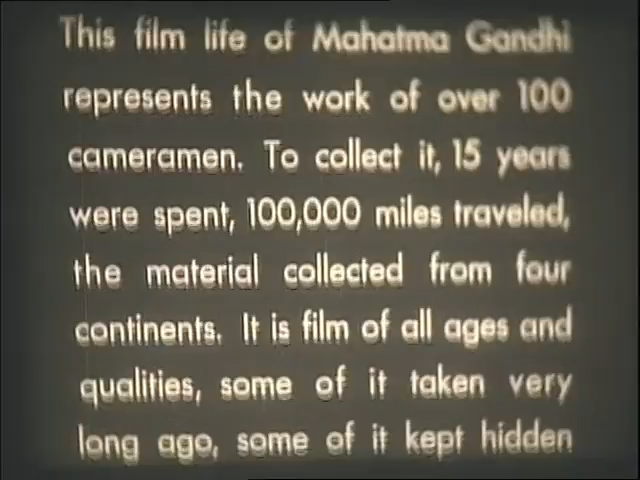 This film life of Mahatma Gandhi
represents the work of over 100
cameramen. To collect it, 15 years
were spent, 100,000 miles traveled,
the material collected from four
continents. It is film of all ages and
qualities, some of it taken very
long ago, some of it kept hidden